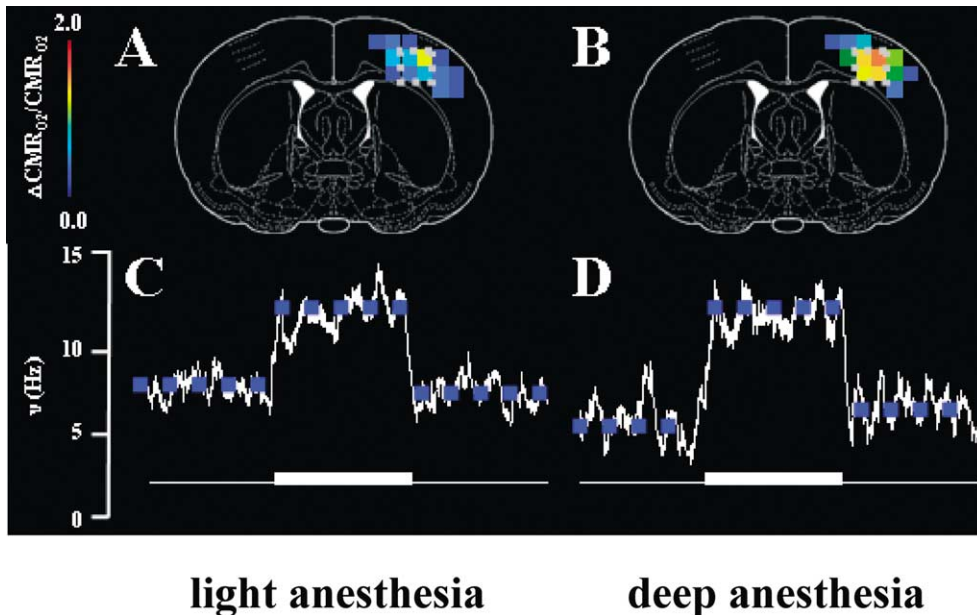 2.0
A
B
ΔCMRO2/CMRO2
0.0
15
C
D
10
ν (Hz)
5
0
light anesthesia
deep anesthesia